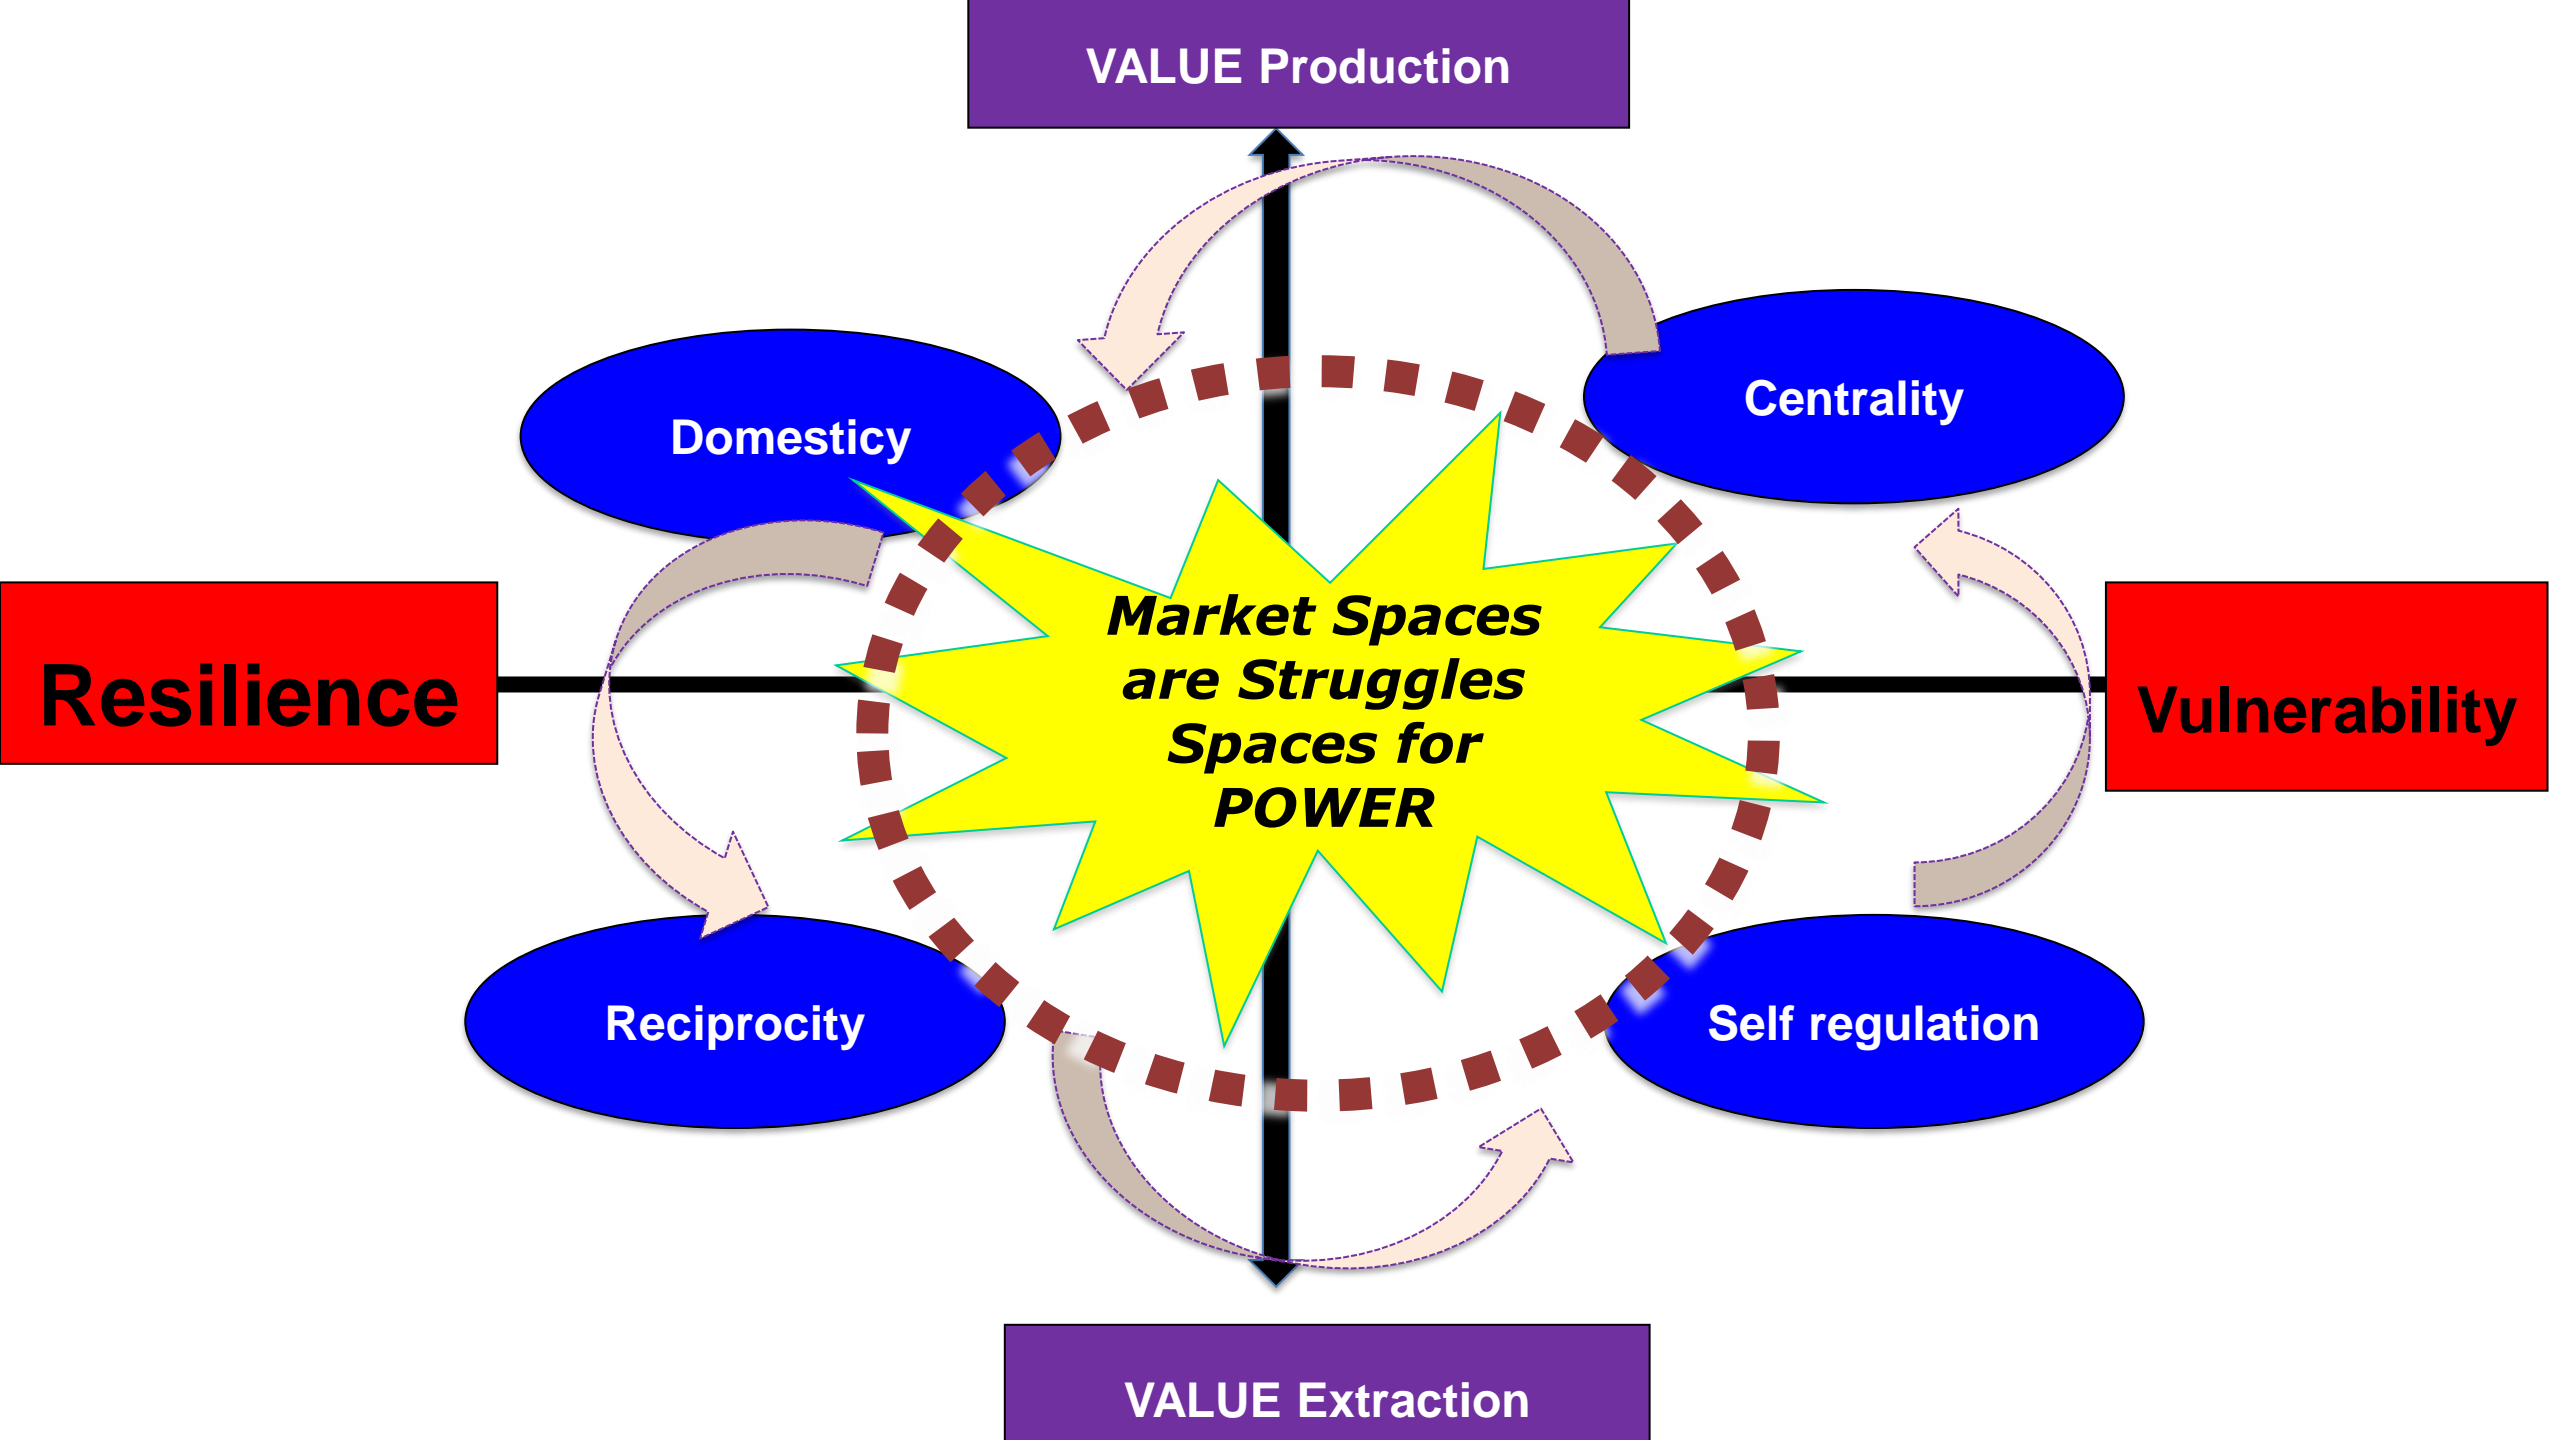 VALUE Production
Centrality
Domesticy
Market Spaces
are Struggles
Spaces for
POWER
Resilience
Vulnerability
Reciprocity
Self regulation
VALUE Extraction